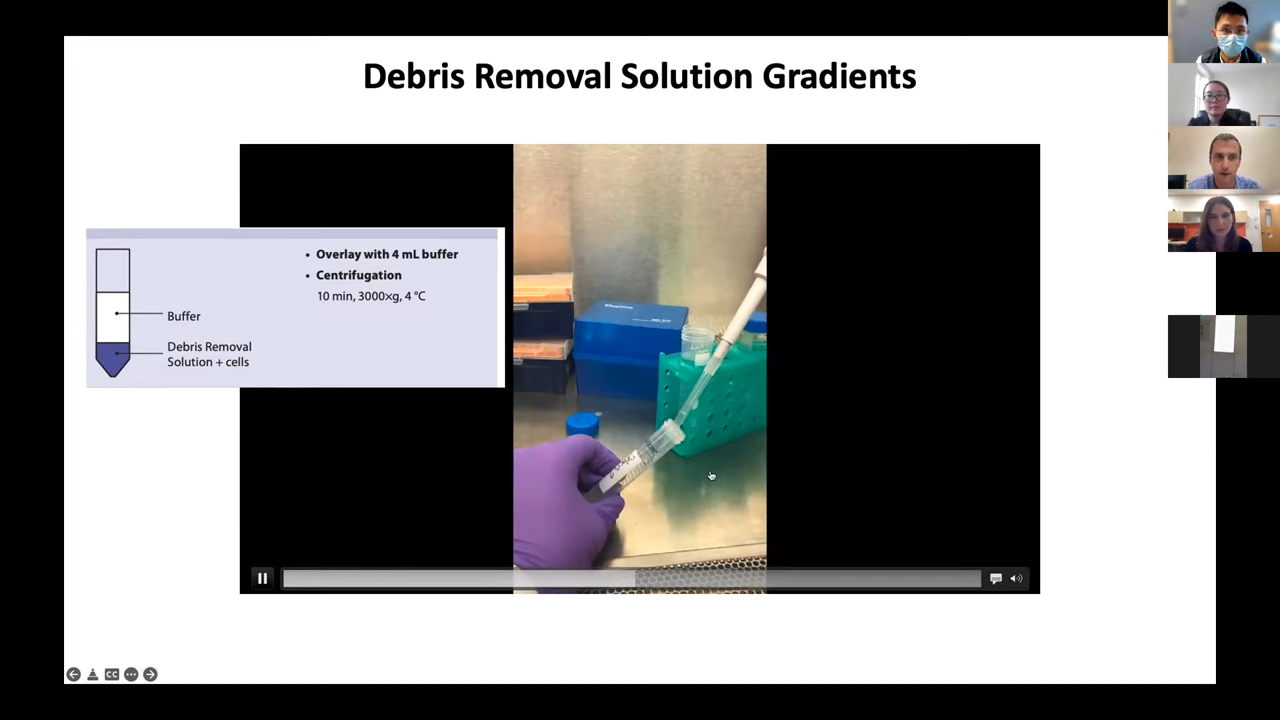 Debris Removal Solution Gradients
• Overlay with 4 mL buffer
• Centrifugation
10 min, 3000×g, 4 °C
Buffer
Debris Removal
Solution + cells
CC